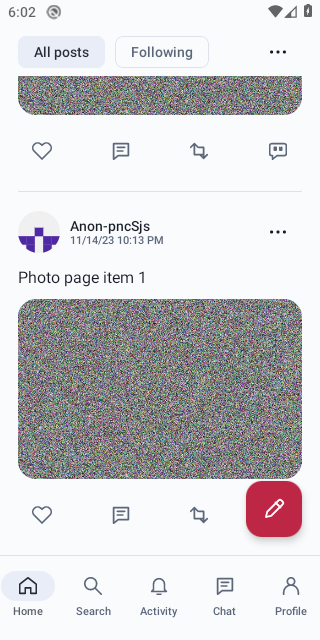 6:02
All posts
Following
Anon-pncSjs
11/14/23 10:13 PM
Photo page item 1
Home
Search
Activity
Chat
Profile